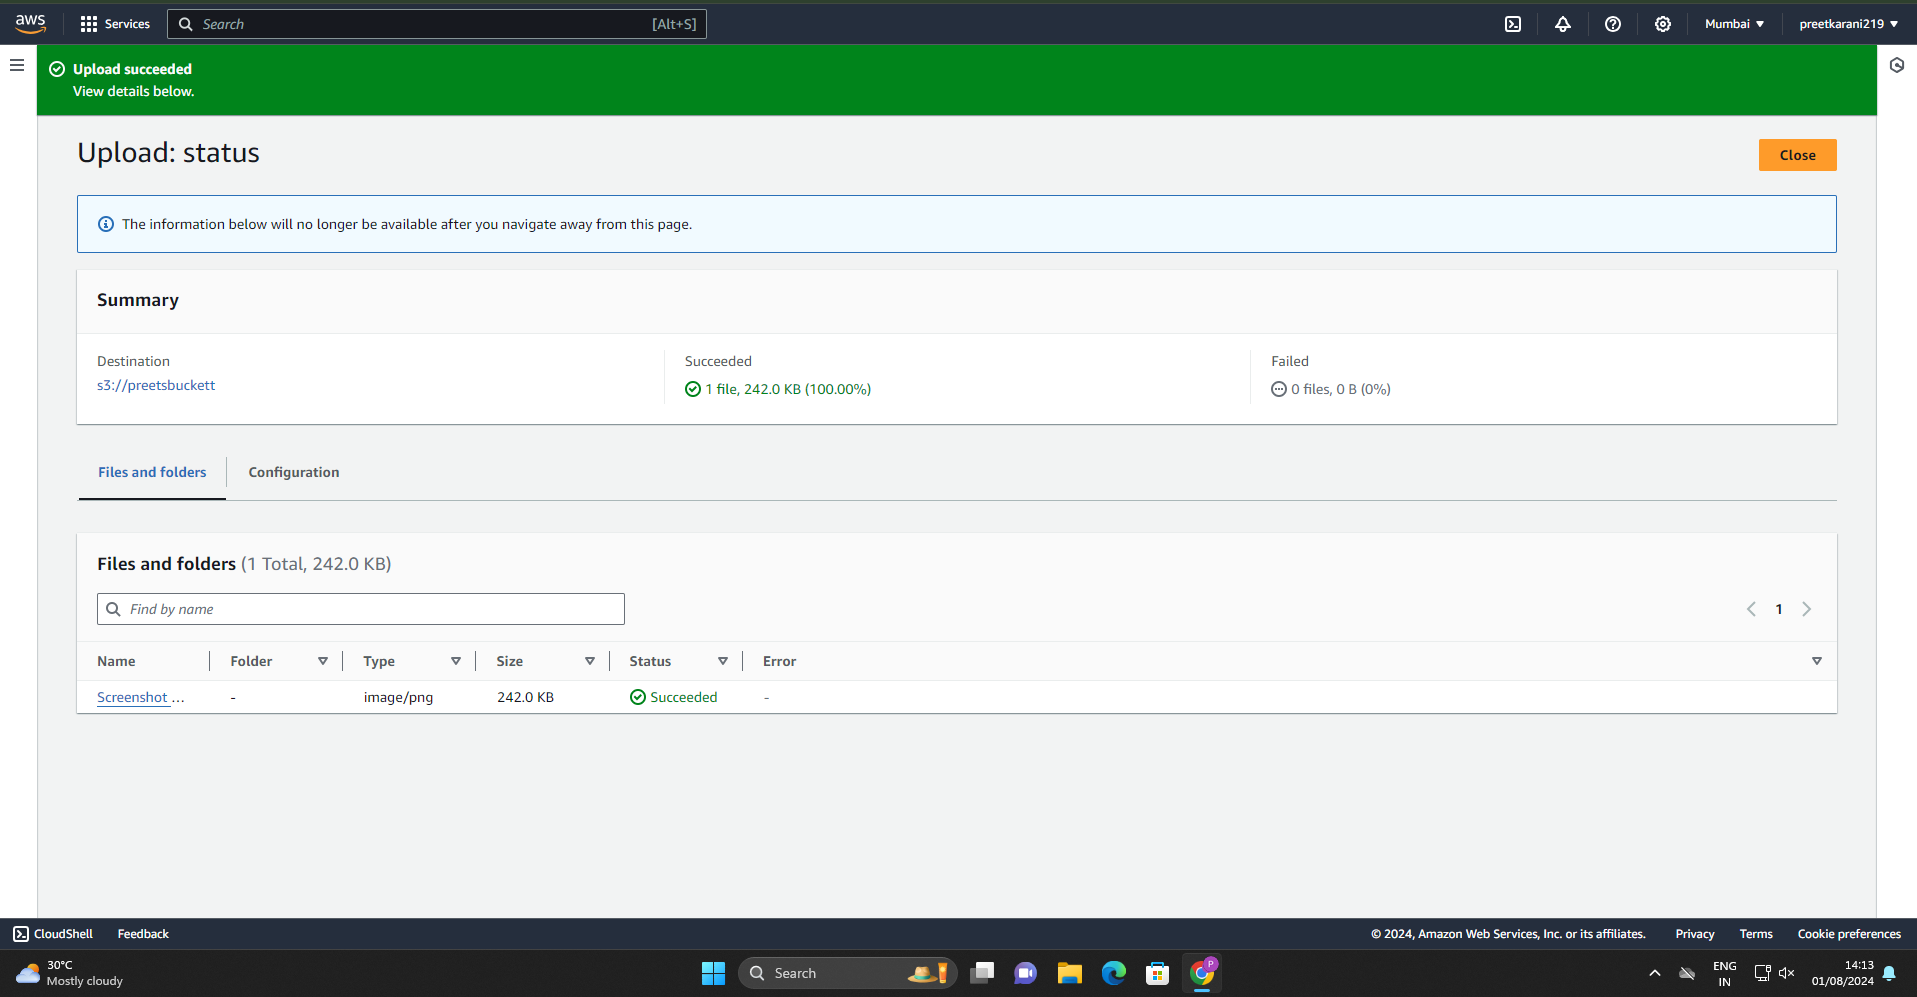 aws Services Search [Alt+S] Mumbai preetkarani219
Upload succeeded
View details below.
Upload: status
Close
The information below will no longer be available after you navigate away from this page.
Summary
Destination Succeeded Failed
s3://preetsbuckett 1 file, 242.0 KB (100.00%) 0 files, 0 B (0%)
Files and folders Configuration
Files and folders (1 Total, 242.0 KB)
Find by name 1
Name Folder Type Size Status Error
Screenshot ... - image/png 242.0 KB Succeeded -
CloudShell Feedback © 2024, Amazon Web Services, Inc. or its affiliates. Privacy Terms Cookie preferences
30°C
Mostly cloudy
Search
P
ENG
IN
14:13
01/08/2024